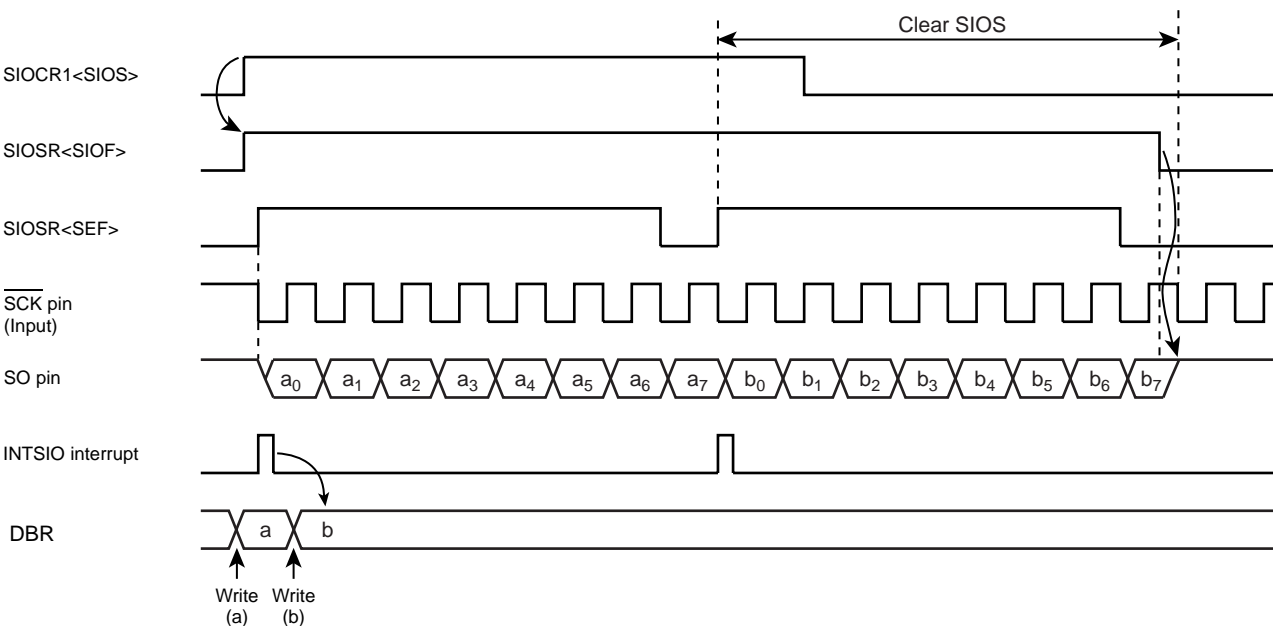 Clear SIOS
SIOCR1<SIOS>
SIOSR<SIOF>
SIOSR<SEF>
SCK pin
(Input)
SO pin
a0 a1 a2 a3 a4 a5 a6 a7 b0 b1 b2 b3 b4 b5 b6 b7
INTSIO interrupt
DBR
a b
Write Write
(a) (b)